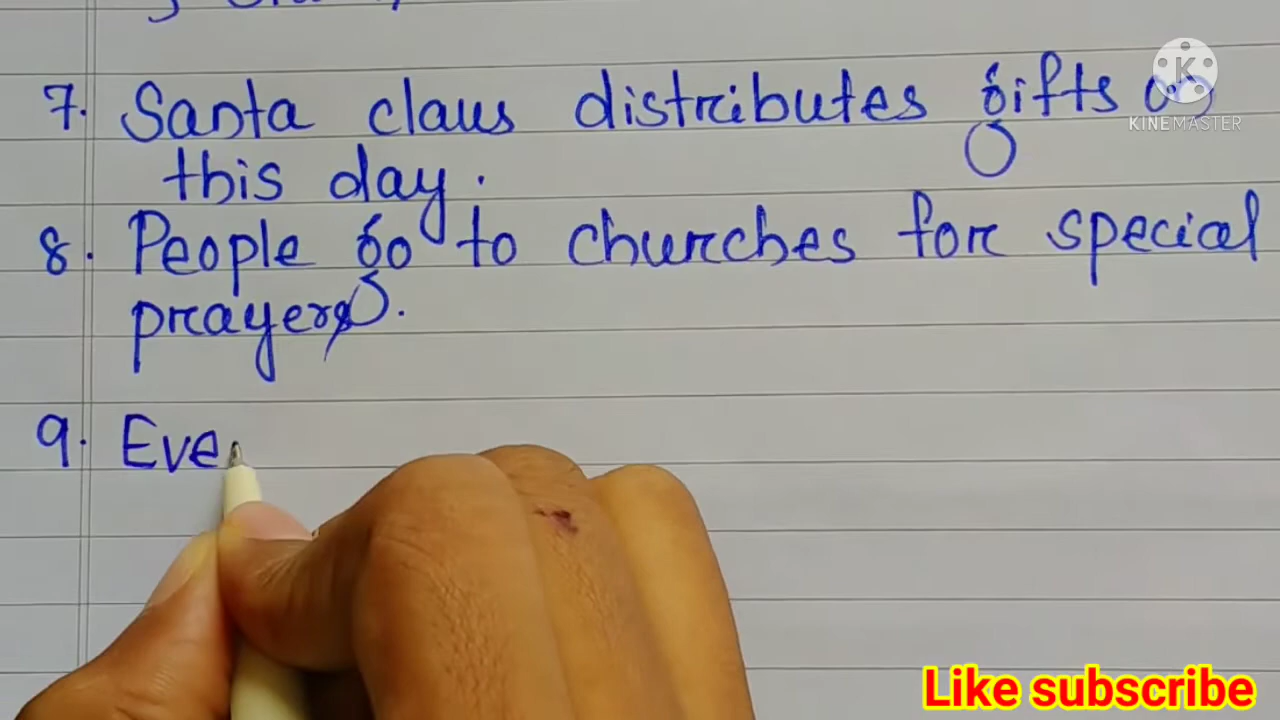 7. Santa claus distributes gifts on
KINEMASTER
this day.
8. People go to churches for special
prayers.
9. Eve
Like subscribe